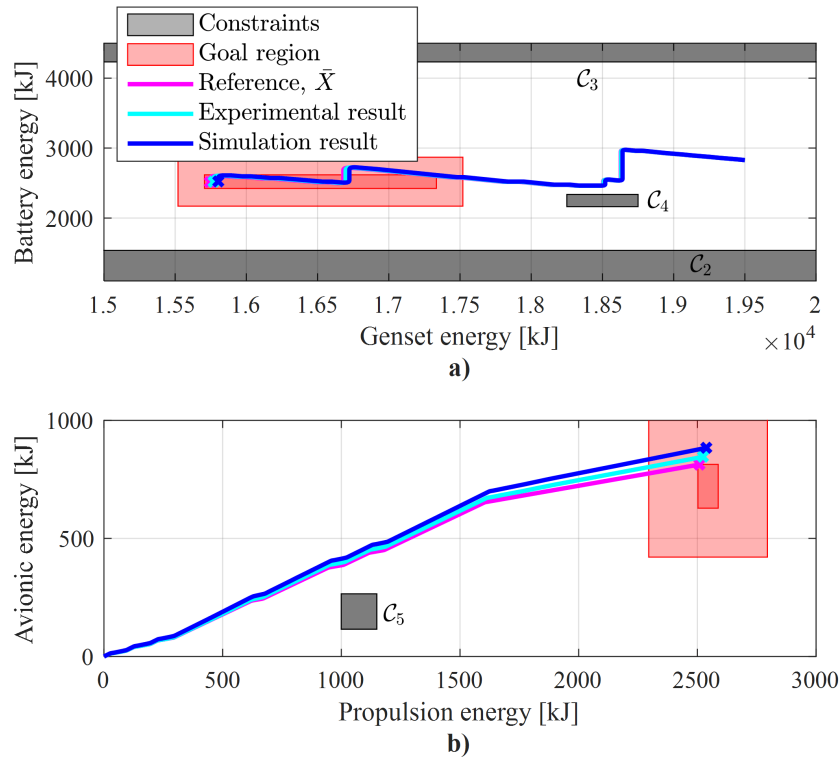 Constraints
Goal region
Reference, X̄
Experimental result
Simulation result
Battery energy [kJ]
4000
3000
2000
𝒞₃
𝒞₄
𝒞₂
1.5 1.55 1.6 1.65 1.7 1.75 1.8 1.85 1.9 1.95 2
Genset energy [kJ]
×10⁴
a)
Avionic energy [kJ]
1000
500
0
𝒞₅
0 500 1000 1500 2000 2500 3000
Propulsion energy [kJ]
b)